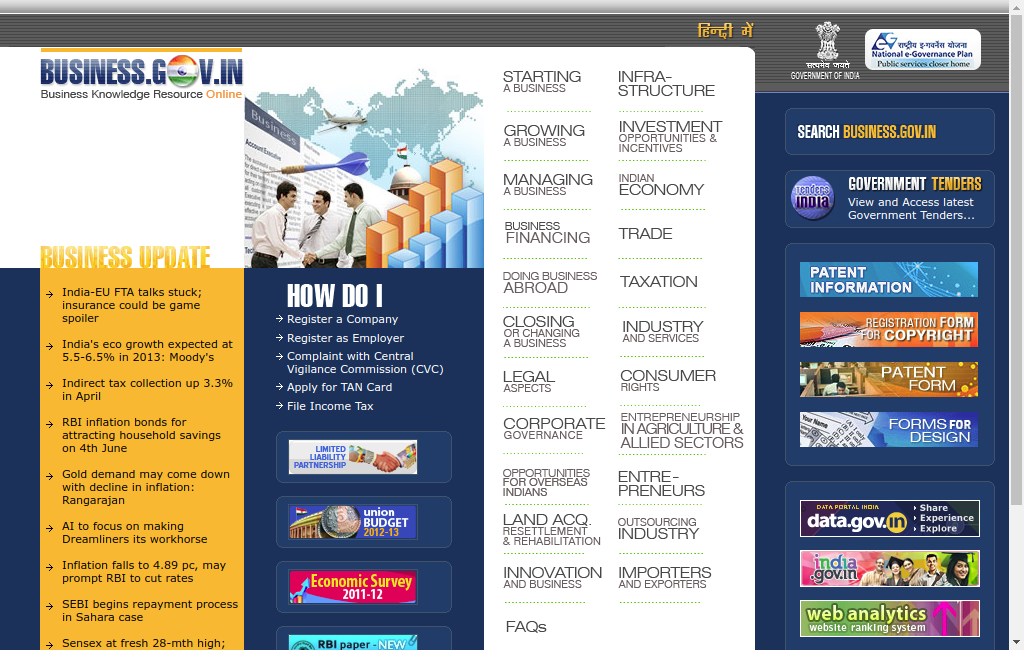 हिन्दी में
सत्यमेव जयते
GOVERNMENT OF INDIA
राष्ट्रीय इ-गवर्नेंस योजना
National e-Governance Plan
Public services closer home
BUSINESS.GOV.IN
Business Knowledge Resource Online
Business
Account Executive
BUSINESS UPDATE
India-EU FTA talks stuck;
insurance could be game
spoiler
India's eco growth expected at
5.5-6.5% in 2013: Moody's
Indirect tax collection up 3.3%
in April
RBI inflation bonds for
attracting household savings
on 4th June
Gold demand may come down
with decline in inflation:
Rangarajan
AI to focus on making
Dreamliners its workhorse
Inflation falls to 4.89 pc, may
prompt RBI to cut rates
SEBI begins repayment process
in Sahara case
Sensex at fresh 28-mth high;
HOW DO I
Register a Company
Register as Employer
Complaint with Central
Vigilance Commission (CVC)
Apply for TAN Card
File Income Tax
LIMITED
LIABILITY
PARTNERSHIP
union
BUDGET
2012-13
Economic Survey
2011-12
RBI paper - NEW
STARTING
A BUSINESS
GROWING
A BUSINESS
MANAGING
A BUSINESS
BUSINESS
FINANCING
DOING BUSINESS
ABROAD
CLOSING
OR CHANGING
A BUSINESS
LEGAL
ASPECTS
CORPORATE
GOVERNANCE
OPPORTUNITIES
FOR OVERSEAS
INDIANS
LAND ACQ.
RESETTLEMENT
& REHABILITATION
INNOVATION
AND BUSINESS
FAQs
INFRA-
STRUCTURE
INVESTMENT
OPPORTUNITIES &
INCENTIVES
INDIAN
ECONOMY
TRADE
TAXATION
INDUSTRY
AND SERVICES
CONSUMER
RIGHTS
ENTREPRENEURSHIP
IN AGRICULTURE &
ALLIED SECTORS
ENTRE-
PRENEURS
OUTSOURCING
INDUSTRY
IMPORTERS
AND EXPORTERS
SEARCH BUSINESS.GOV.IN
Tenders
india
GOVERNMENT TENDERS
View and Access latest
Government Tenders...
PATENT
INFORMATION
REGISTRATION FORM
FOR COPYRIGHT
PATENT
FORM
Your Name
FORMS FOR
DESIGN
DATA PORTAL INDIA
data.gov.in
Share
Experience
Explore
india
.gov.in
web analytics
website ranking system